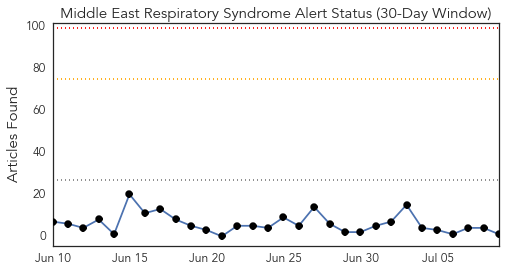 Middle East Respiratory Syndrome Alert Status (30-Day Window)
Articles Found
100
80
60
40
20
0
Jun 10 Jun 15 Jun 20 Jun 25 Jun 30 Jul 05